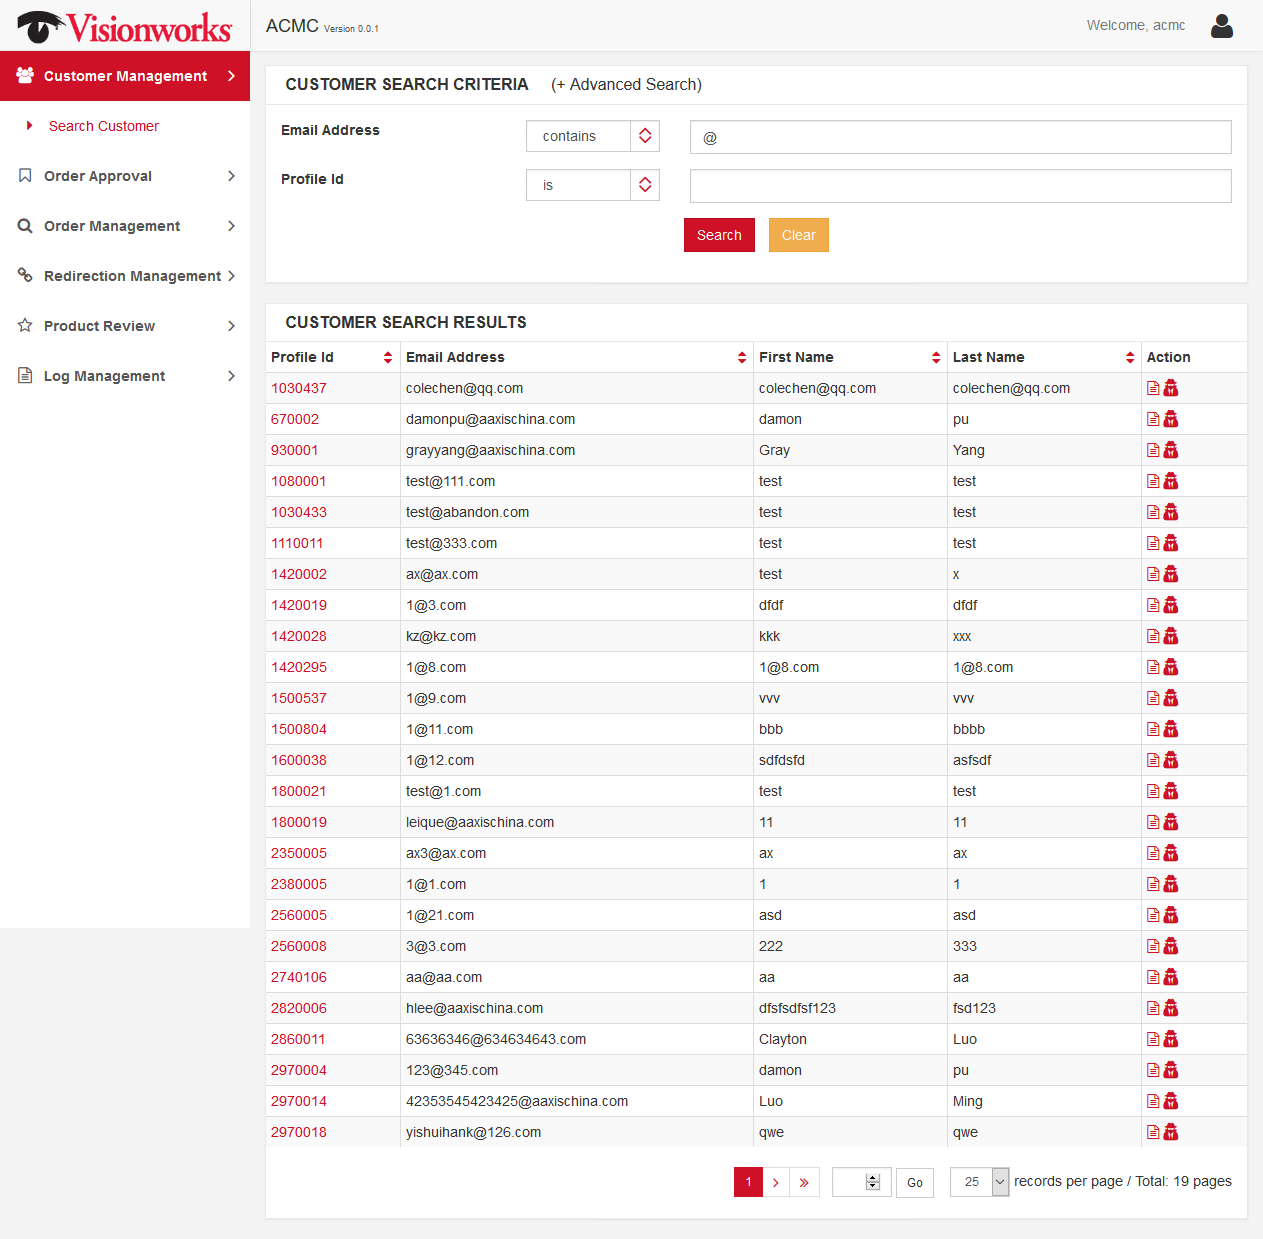 Visionworks
ACMC Version 0.0.1
Welcome, acmc
Customer Management
Search Customer
Order Approval
Order Management
Redirection Management
Product Review
Log Management
CUSTOMER SEARCH CRITERIA (+ Advanced Search)
Email Address contains @
Profile Id is
Search Clear
CUSTOMER SEARCH RESULTS
Profile Id Email Address First Name Last Name Action
1030437 colechen@qq.com colechen@qq.com colechen@qq.com
670002 damonpu@aaxischina.com damon pu
930001 grayyang@aaxischina.com Gray Yang
1080001 test@111.com test test
1030433 test@abandon.com test test
1110011 test@333.com test test
1420002 ax@ax.com test x
1420019 1@3.com dfdf dfdf
1420028 kz@kz.com kkk xxx
1420295 1@8.com 1@8.com 1@8.com
1500537 1@9.com vvv vvv
1500804 1@11.com bbb bbbb
1600038 1@12.com sdfdsfd asfsdf
1800021 test@1.com test test
1800019 leique@aaxischina.com 11 11
2350005 ax3@ax.com ax ax
2380005 1@1.com 1 1
2560005 1@21.com asd asd
2560008 3@3.com 222 333
2740106 aa@aa.com aa aa
2820006 hlee@aaxischina.com dfsfsdfsf123 fsd123
2860011 63636346@634634643.com Clayton Luo
2970004 123@345.com damon pu
2970014 42353545423425@aaxischina.com Luo Ming
2970018 yishuihank@126.com qwe qwe
1 › » Go 25 records per page / Total: 19 pages